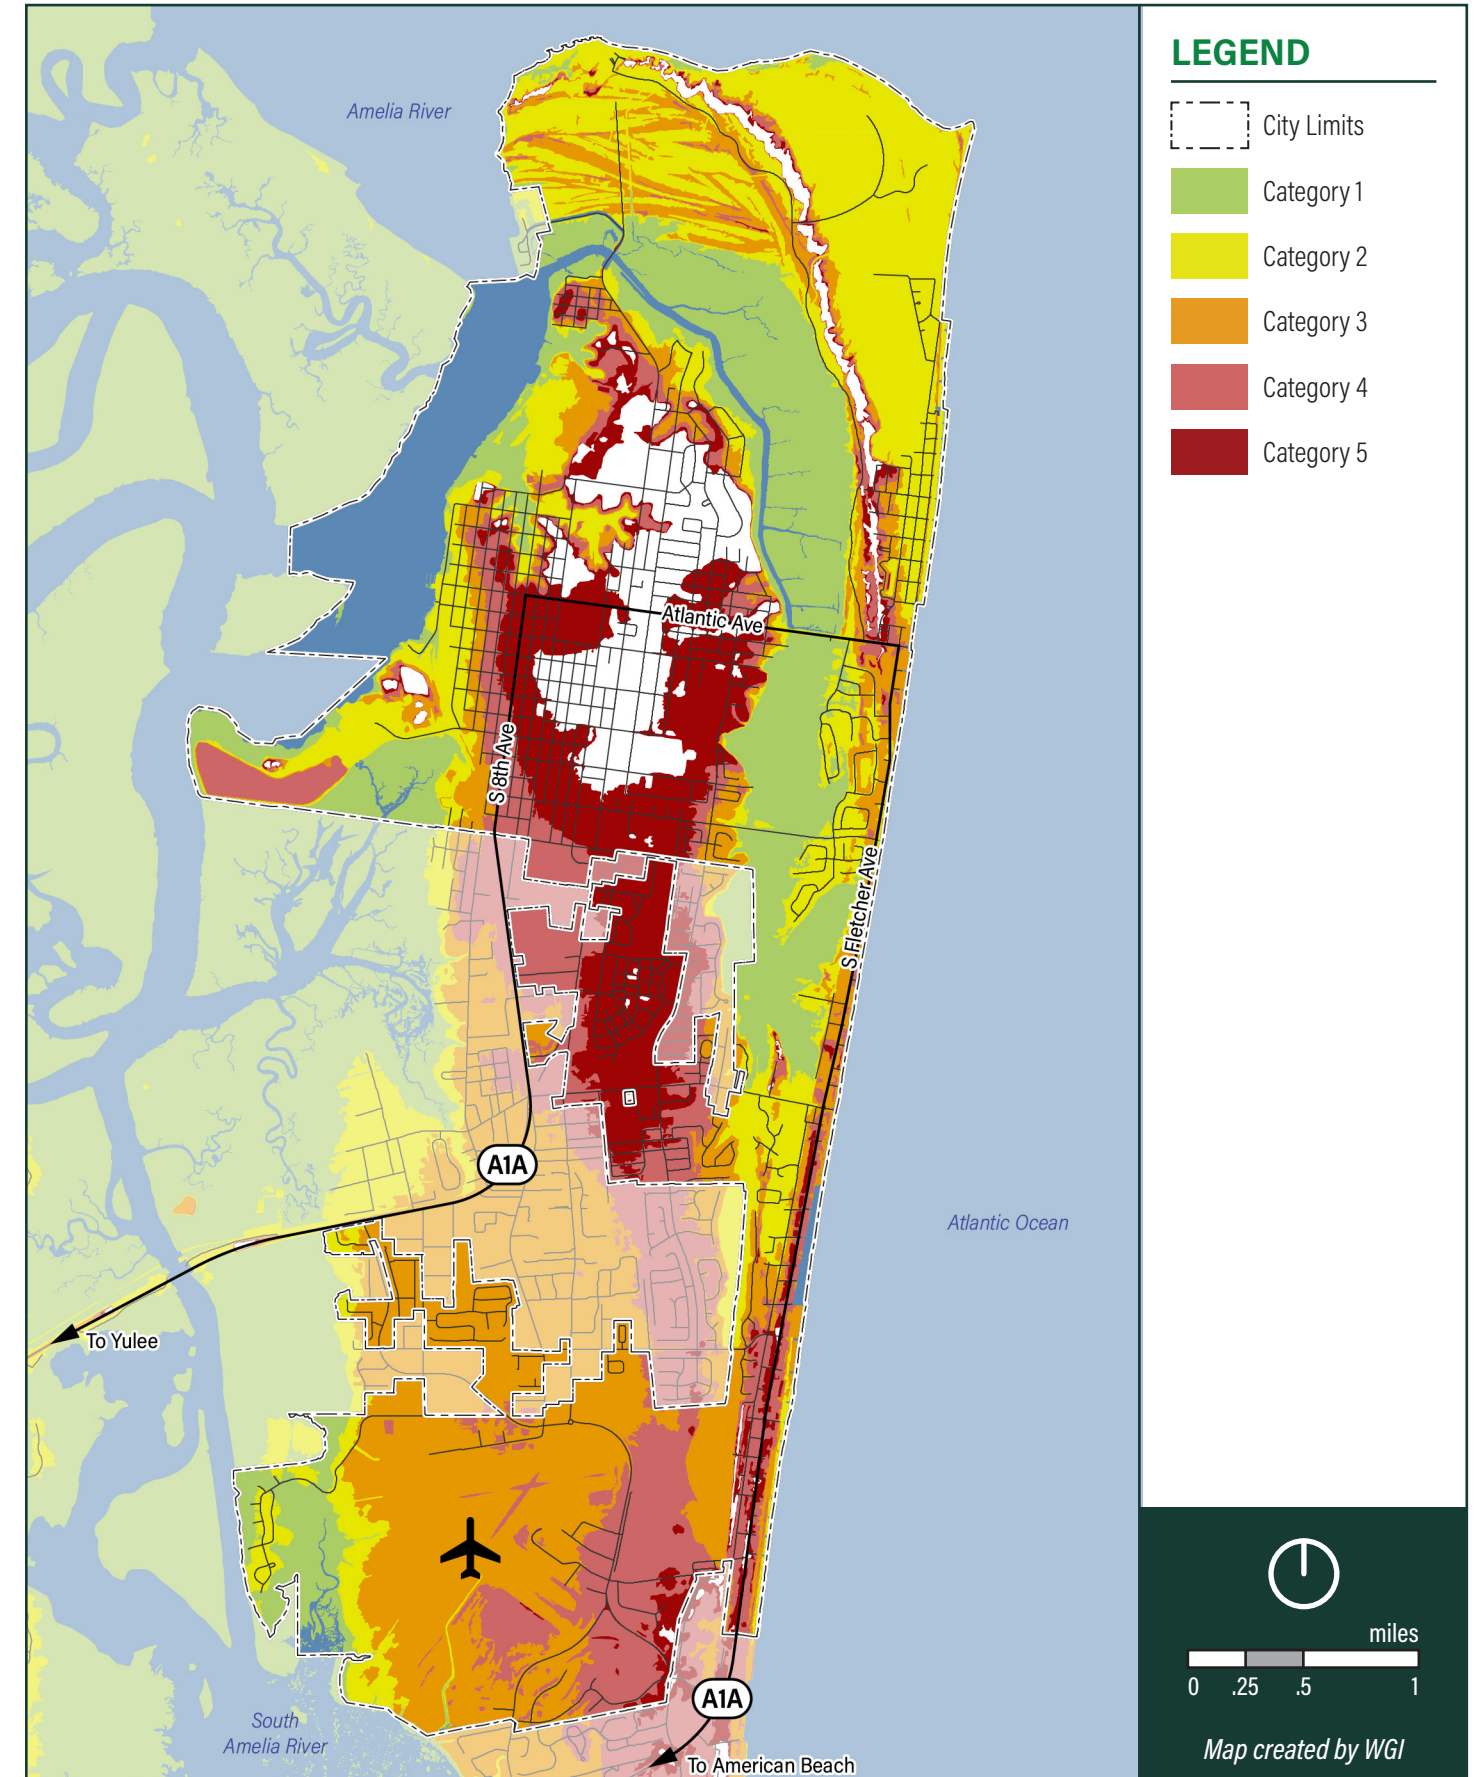 LEGEND
City Limits
Category 1
Category 2
Category 3
Category 4
Category 5
Amelia River
Atlantic Ave
S 8th Ave
S Fletcher Ave
A1A
Atlantic Ocean
To Yulee
South
Amelia River
A1A
To American Beach
miles
0 .25 .5 1
Map created by WGI